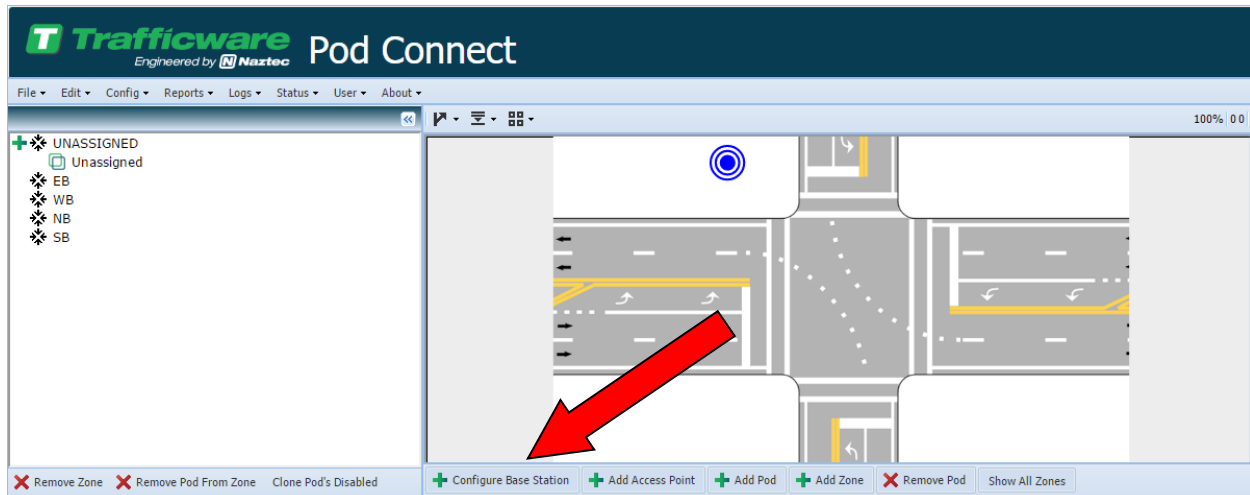 T Trafficware
Engineered by N Naztec
Pod Connect
File Edit Config Reports Logs Status User About
100% 0 0
UNASSIGNED
Unassigned
EB
WB
NB
SB
Remove Zone Remove Pod From Zone Clone Pod's Disabled
Configure Base Station Add Access Point Add Pod Add Zone Remove Pod Show All Zones